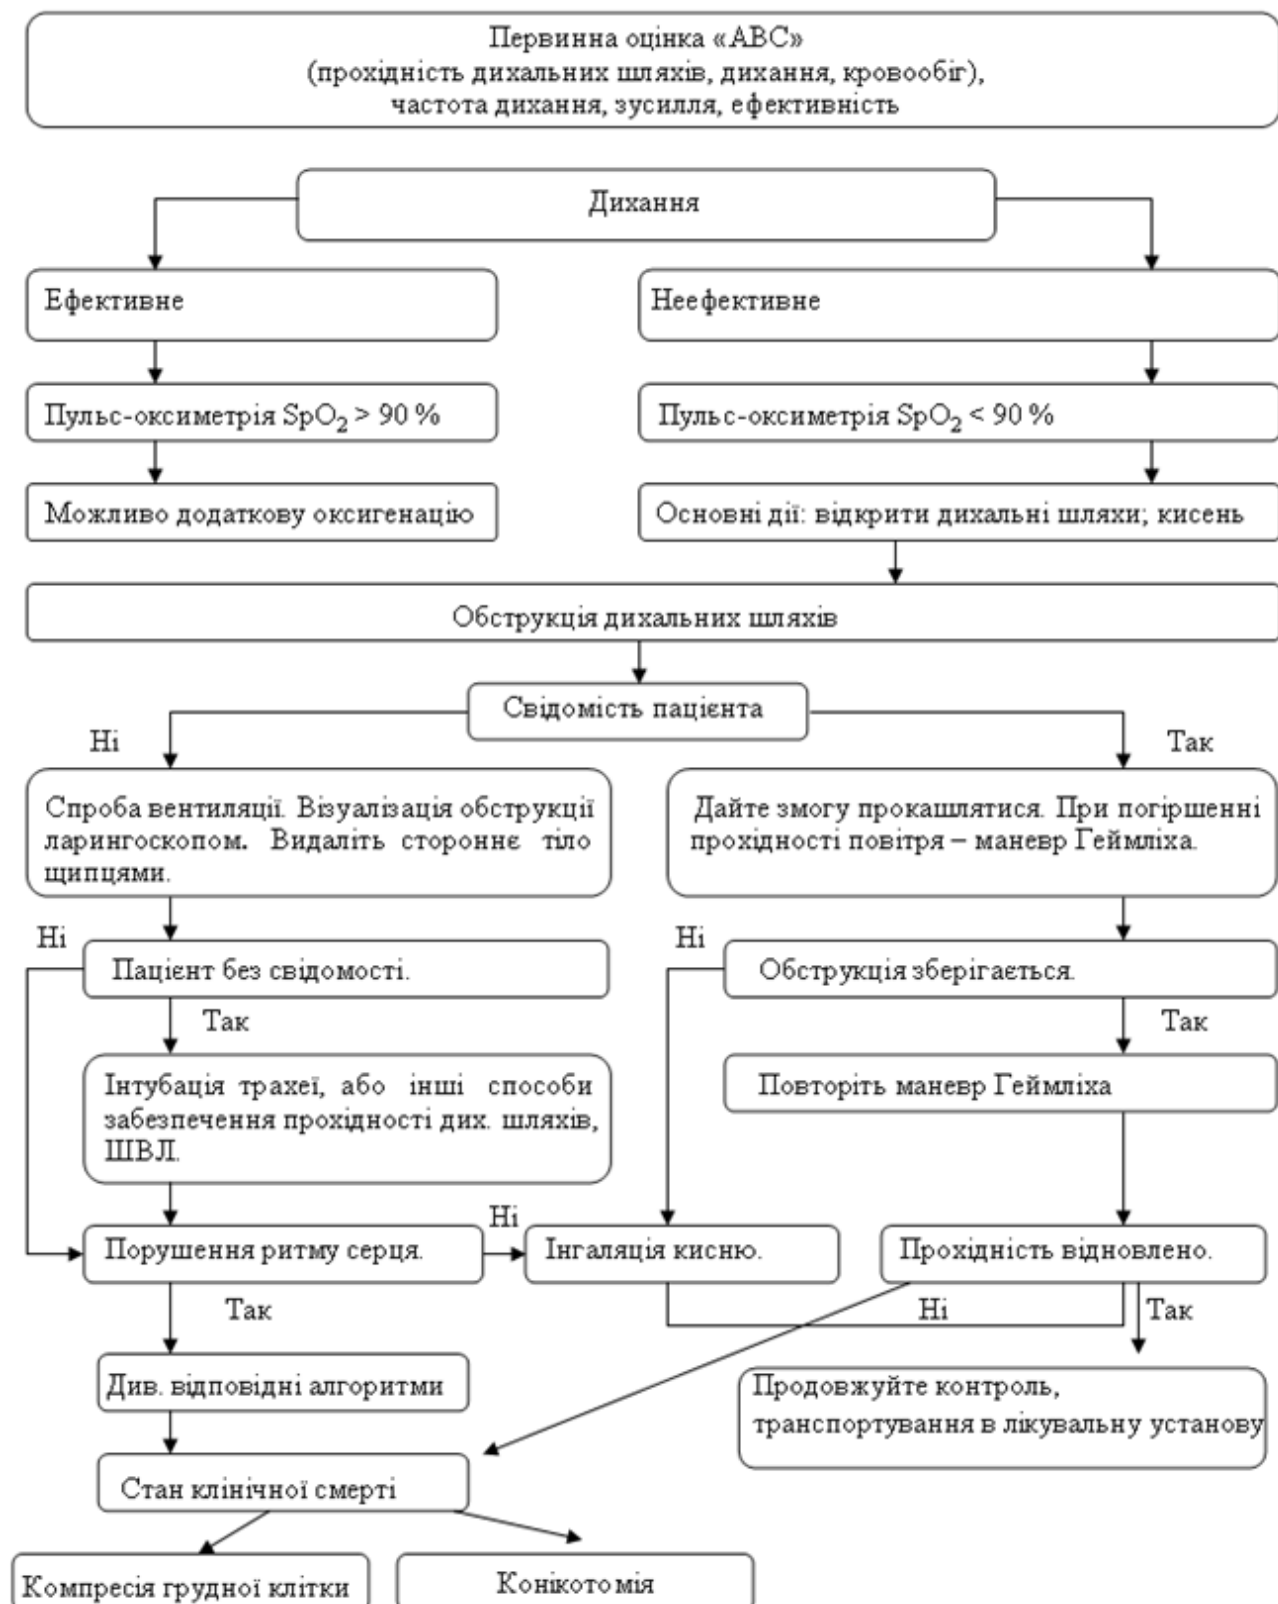 Первинна оцінка «АВС»
(прохідність дихальних шляхів, дихання, кровообіг),
частота дихання, зусилля, ефективність
Дихання
Ефективне
Неефективне
Пульс-оксиметрія SpO₂ > 90 %
Пульс-оксиметрія SpO₂ < 90 %
Можливо додаткову оксигенацію
Основні дії: відкрити дихальні шляхи; кисень
Обструкція дихальних шляхів
Свідомість пацієнта
Ні
Так
Спроба вентиляції. Візуалізація обструкції
ларингоскопом. Видаліть стороннє тіло
щипцями.
Дайте змогу прокашлятися. При погіршенні
прохідності повітря – маневр Геймліха.
Ні
Ні
Пацієнт без свідомості.
Обструкція зберігається.
Так
Так
Інтубація трахеї, або інші способи
забезпечення прохідності дих. шляхів,
ШВЛ.
Повторіть маневр Геймліха
Ні
Порушення ритму серця.
Інгаляція кисню.
Прохідність відновлено.
Так
Ні
Так
Див. відповідні алгоритми
Продовжуйте контроль,
транспортування в лікувальну установу
Стан клінічної смерті
Компресія грудної клітки
Конікотомія